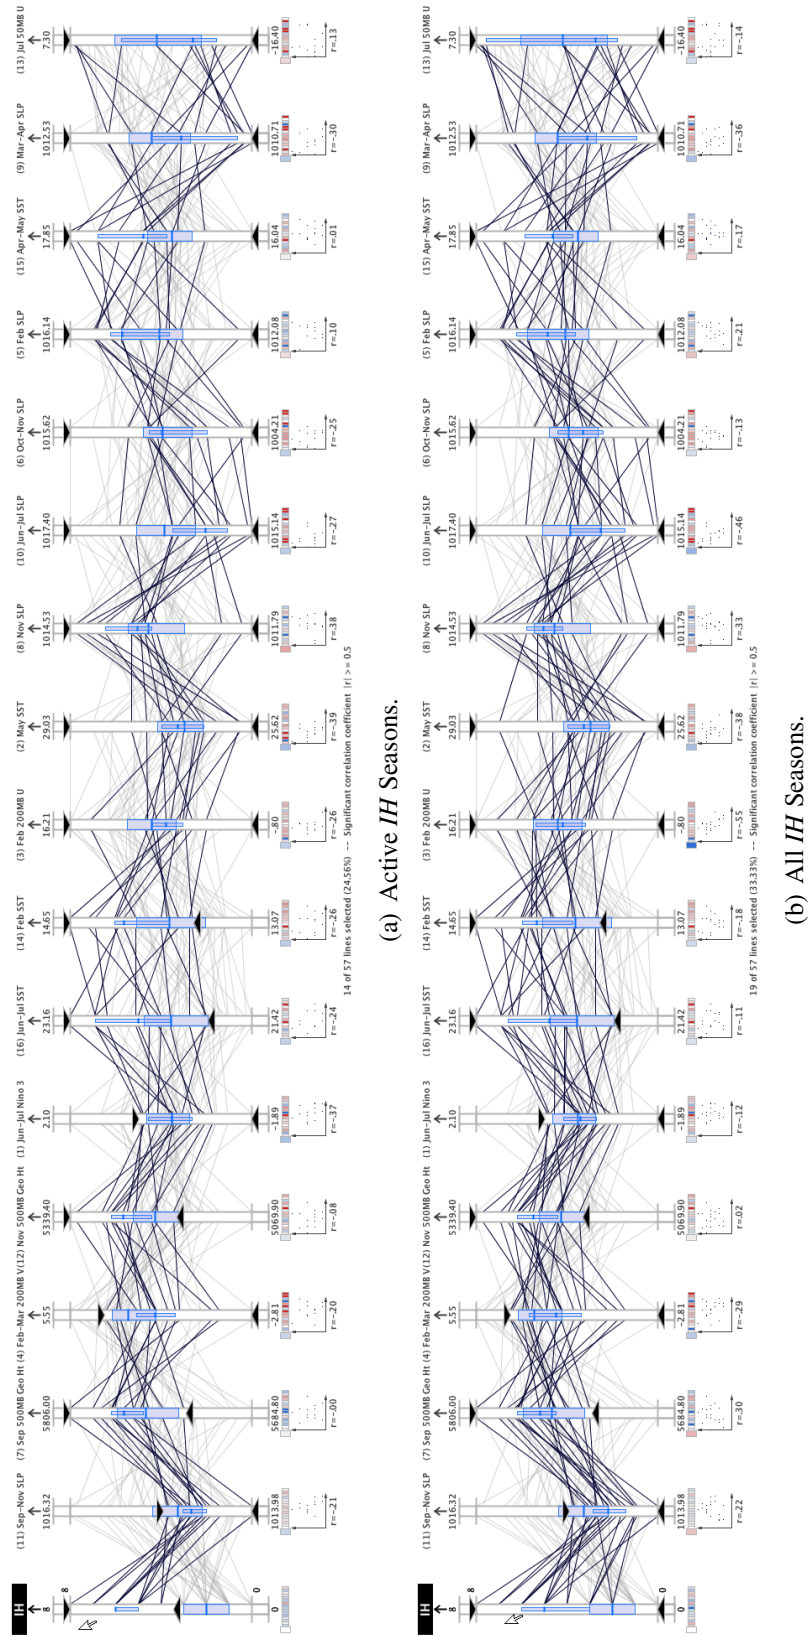 IH
(11) Sep-Nov SLP
(7) Sep 500MB Geo Ht
(4) Feb-Mar 200MB V
(12) Nov 500MB Geo Ht
(1) Jun-Jul Nino 3
(16) Jun-Jul SST
(14) Feb SST
(3) Feb 200MB U
(2) May SST
(8) Nov SLP
(10) Jun-Jul SLP
(6) Oct-Nov SLP
(5) Feb SLP
(15) Apr-May SST
(9) Mar-Apr SLP
(13) Jul 50MB U
8 1016.32 5806.00 5.55 5339.40 2.10 23.16 14.65 16.21 29.03 1014.53 1017.40 1015.62 1016.14 17.85 1012.53 7.30
8
0
0 1013.98 5684.80 -2.81 5069.90 -1.89 21.42 13.07 -.80 25.62 1011.79 1015.14 1004.21 1012.08 16.04 1010.71 -16.40
r=-.21 r=-.00 r=-.20 r=-.08 r=-.37 r=-.24 r=-.26 r=-.26 r=-.39 r=.38 r=-.27 r=-.25 r=.10 r=.01 r=-.30 r=.13
14 of 57 lines selected (24.56%) --- Significant correlation coefficient |r| >= 0.5
(a) Active IH Seasons.
IH
(11) Sep-Nov SLP
(7) Sep 500MB Geo Ht
(4) Feb-Mar 200MB V
(12) Nov 500MB Geo Ht
(1) Jun-Jul Nino 3
(16) Jun-Jul SST
(14) Feb SST
(3) Feb 200MB U
(2) May SST
(8) Nov SLP
(10) Jun-Jul SLP
(6) Oct-Nov SLP
(5) Feb SLP
(15) Apr-May SST
(9) Mar-Apr SLP
(13) Jul 50MB U
8 1016.32 5806.00 5.55 5339.40 2.10 23.16 14.65 16.21 29.03 1014.53 1017.40 1015.62 1016.14 17.85 1012.53 7.30
8
0
0 1013.98 5684.80 -2.81 5069.90 -1.89 21.42 13.07 -.80 25.62 1011.79 1015.14 1004.21 1012.08 16.04 1010.71 -16.40
r=.22 r=.30 r=-.29 r=.02 r=-.12 r=-.11 r=-.18 r=-.55 r=-.38 r=.33 r=-.46 r=-.13 r=.21 r=.17 r=-.36 r=-.14
19 of 57 lines selected (33.33%) --- Significant correlation coefficient |r| >= 0.5
(b) All IH Seasons.